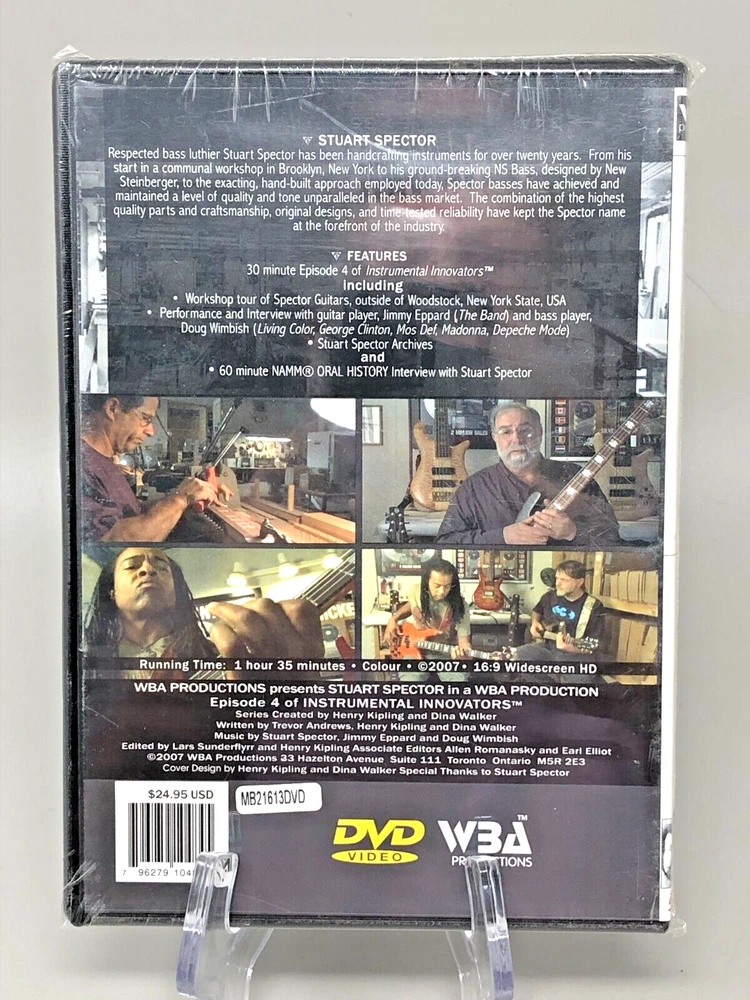 STUART SPECTOR
Respected bass luthier Stuart Spector has been handcrafting instruments for over twenty years. From his
start in a communal workshop in Brooklyn, New York to his ground-breaking NS Bass, designed by New
Steinberger, to the exacting, hand-built approach employed today, Spector basses have achieved and
maintained a level of quality and tone unparalleled in the bass market. The combination of the highest
quality parts and craftsmanship, original designs, and time-tested reliability have kept the Spector name
at the forefront of the industry.
FEATURES
30 minute Episode 4 of Instrumental Innovators™
including
• Workshop tour of Spector Guitars, outside of Woodstock, New York State, USA
• Performance and Interview with guitar player, Jimmy Eppard (The Band) and bass player,
Doug Wimbish (Living Color, George Clinton, Mos Def, Madonna, Depeche Mode)
• Stuart Spector Archives
and
• 60 minute NAMM® ORAL HISTORY Interview with Stuart Spector
Running Time: 1 hour 35 minutes • Colour • ©2007 • 16:9 Widescreen HD
WBA PRODUCTIONS presents STUART SPECTOR in a WBA PRODUCTION
Episode 4 of INSTRUMENTAL INNOVATORS™
Series Created by Henry Kipling and Dina Walker
Written by Trevor Andrews, Henry Kipling and Dina Walker
Music by Stuart Spector, Jimmy Eppard and Doug Wimbish
Edited by Lars Sunderflyrr and Henry Kipling Associate Editors Allen Romanasky and Earl Elliot
©2007 WBA Productions 33 Hazelton Avenue Suite 111 Toronto Ontario M5R 2E3
Cover Design by Henry Kipling and Dina Walker Special Thanks to Stuart Spector
$24.95 USD
MB21613DVD
7 96279 104
DVD
VIDEO
WBA™
PRODUCTIONS